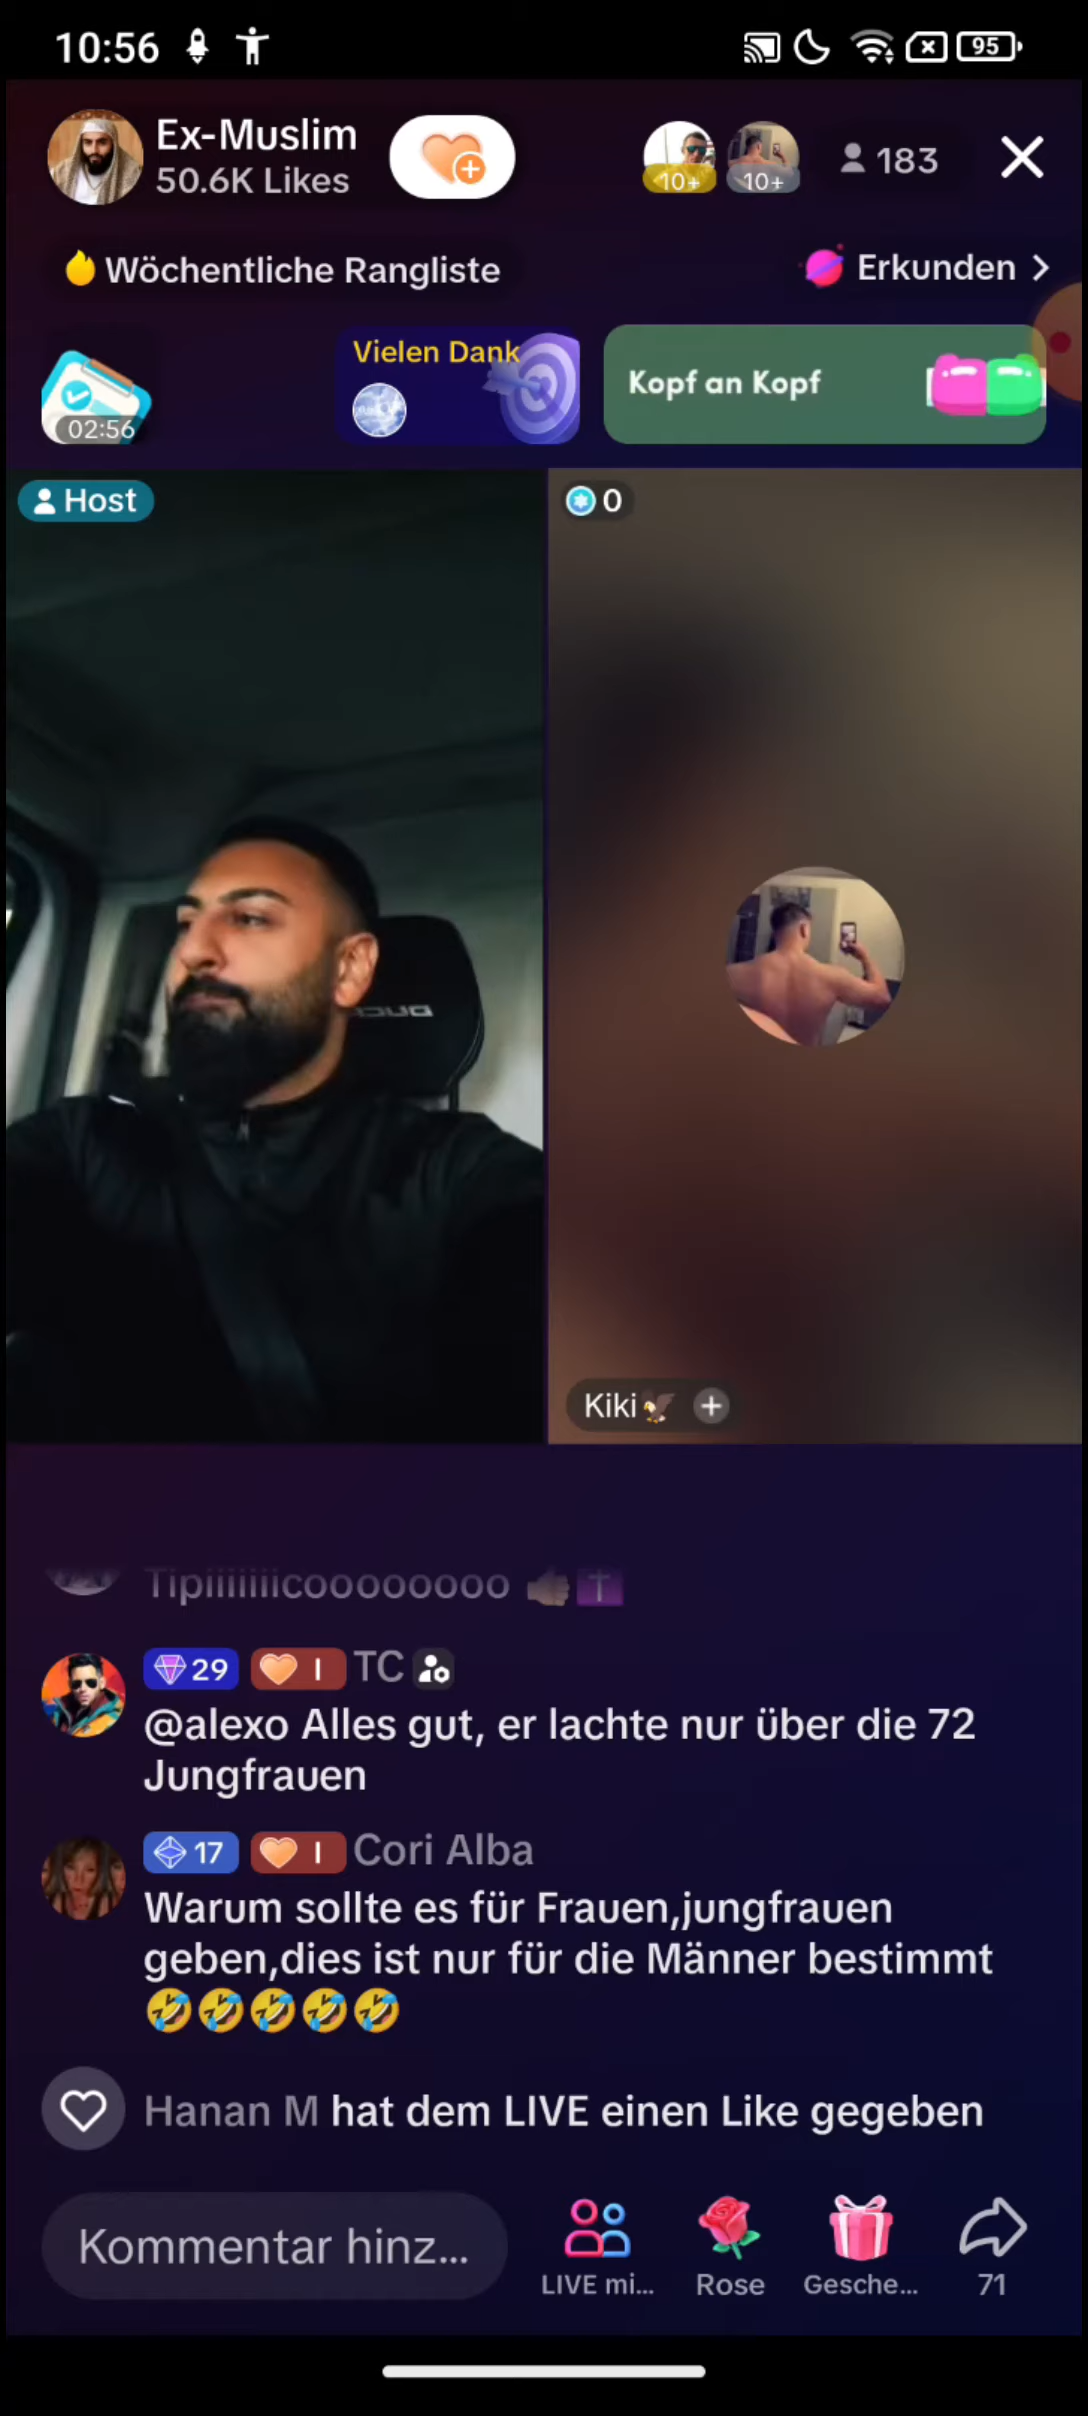 10:56
95
Ex-Muslim
50.6K Likes
10+
10+
183
Wöchentliche Rangliste
Erkunden
02:56
Vielen Dank
Kopf an Kopf
Host
0
Kiki
Tipiiiiiiicoooooooo
29 I TC
@alexo Alles gut, er lachte nur über die 72
Jungfrauen
17 I Cori Alba
Warum sollte es für Frauen,jungfrauen
geben,dies ist nur für die Männer bestimmt
🤣🤣🤣🤣🤣
Hanan M hat dem LIVE einen Like gegeben
Kommentar hinz...
LIVE mi...
Rose
Gesche...
71